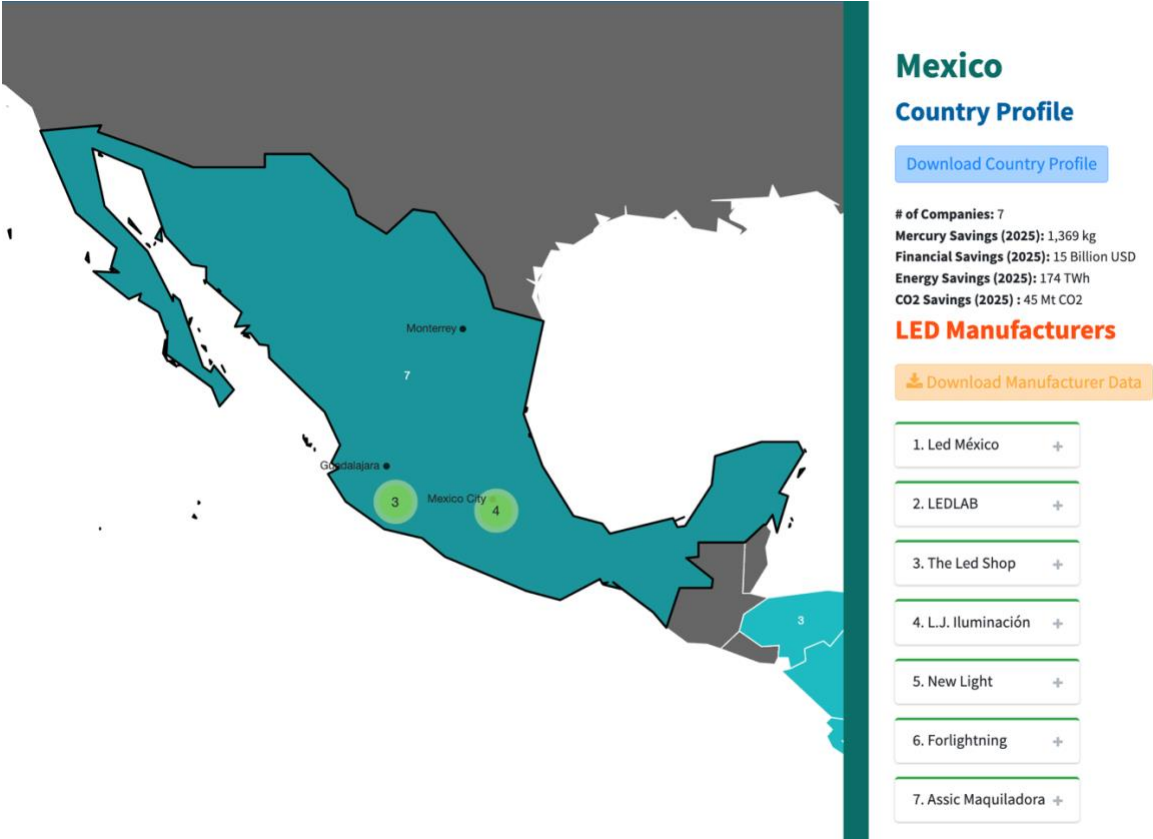 Monterrey
7
Guadalajara
3
Mexico City
4
3
Mexico
Country Profile
Download Country Profile
# of Companies: 7
Mercury Savings (2025): 1,369 kg
Financial Savings (2025): 15 Billion USD
Energy Savings (2025): 174 TWh
CO2 Savings (2025) : 45 Mt CO2
LED Manufacturers
Download Manufacturer Data
1. Led México +
2. LEDLAB +
3. The Led Shop +
4. L.J. Iluminación +
5. New Light +
6. Forlightning +
7. Assic Maquiladora +